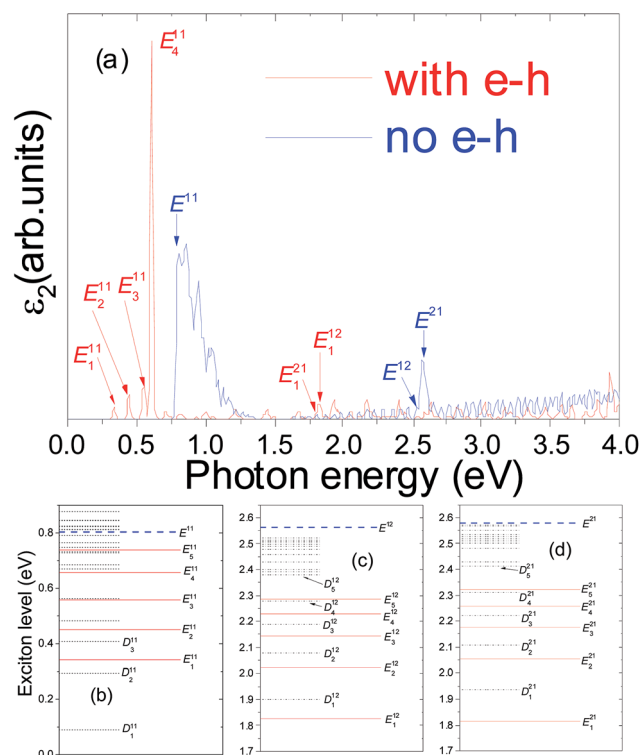 (a)
E₄¹¹
with e-h
no e-h
E¹¹
E₃¹¹
E₂¹¹
E₁¹¹
E₁²¹
E₁¹²
E¹²
E²¹
ε₂(arb.units)
0.0 0.5 1.0 1.5 2.0 2.5 3.0 3.5 4.0
Photon energy (eV)
Exciton level (eV)
0.8
0.6
0.4
0.2
0.0
(b)
E¹¹
E₅¹¹
E₄¹¹
E₃¹¹
E₂¹¹
D₃¹¹
E₁¹¹
D₂¹¹
D₁¹¹
2.6
2.5
2.4
2.3
2.2
2.1
2.0
1.9
1.8
1.7
(c)
E¹²
D₅¹²
E₅¹²
D₄¹²
E₄¹²
D₃¹²
E₃¹²
D₂¹²
E₂¹²
D₁¹²
E₁¹²
2.6
2.5
2.4
2.3
2.2
2.1
2.0
1.9
1.8
1.7
(d)
E²¹
D₅²¹
E₅²¹
D₄²¹
E₄²¹
D₃²¹
E₃²¹
D₂²¹
E₂²¹
D₁²¹
E₁²¹